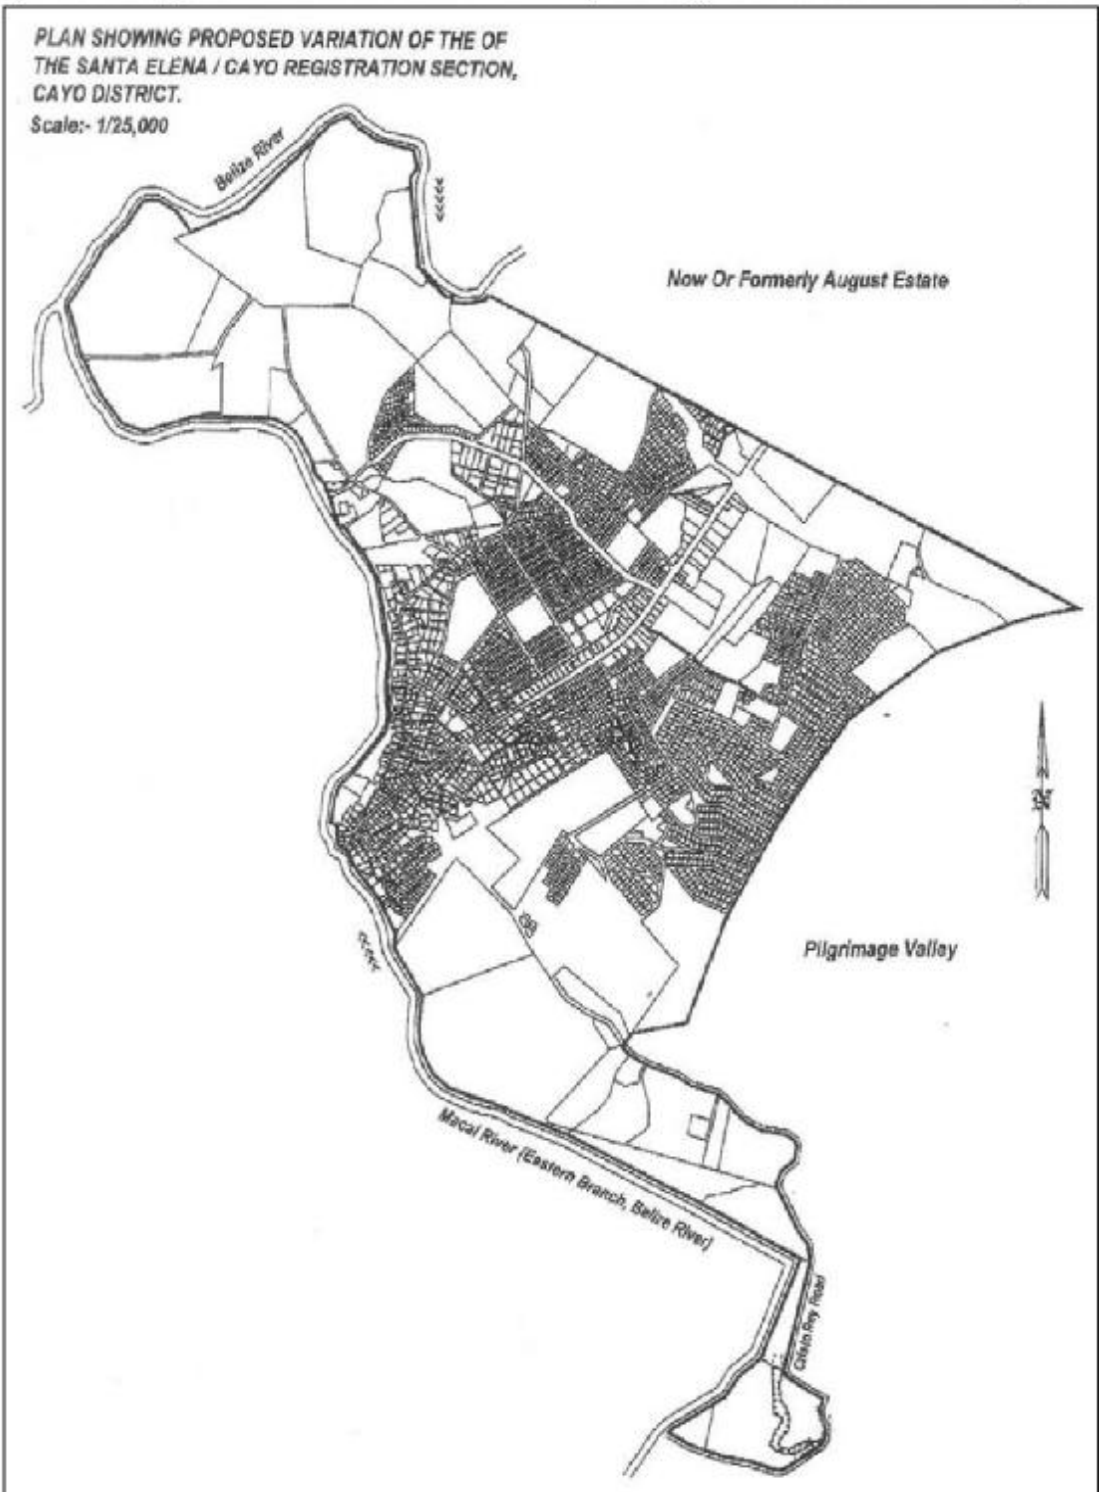 PLAN SHOWING PROPOSED VARIATION OF THE OF
THE SANTA ELENA / CAYO REGISTRATION SECTION,
CAYO DISTRICT.
Scale:- 1/25,000
Belize River
<<<<<
Now Or Formerly August Estate
Pilgrimage Valley
<<<<<
Macal River (Eastern Branch, Belize River)
Cristo Rey Road